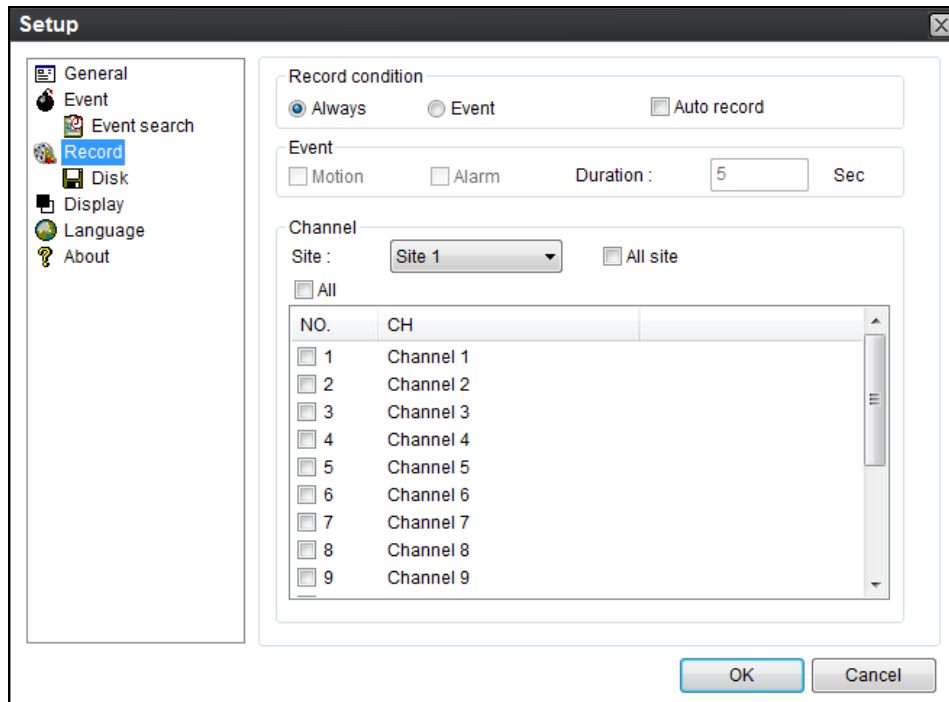 Setup
General
Event
Event search
Record
Disk
Display
Language
About
Record condition
Always Event Auto record
Event
Motion Alarm Duration : 5 Sec
Channel
Site : Site 1 All site
All
NO. CH
1 Channel 1
2 Channel 2
3 Channel 3
4 Channel 4
5 Channel 5
6 Channel 6
7 Channel 7
8 Channel 8
9 Channel 9
OK Cancel